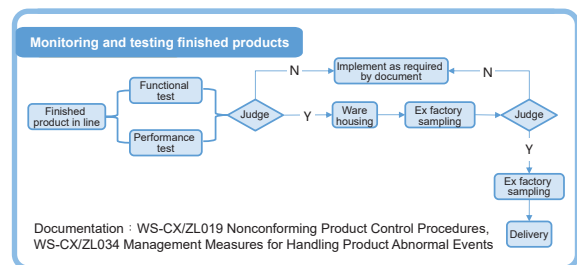 Monitoring and testing finished products
Functional
test
Finished
product in line
Performance
test
Judge
N
Implement as required
by document
N
Y
Ware
housing
Ex factory
sampling
Judge
Y
Ex factory
sampling
Delivery
Documentation：WS-CX/ZL019 Nonconforming Product Control Procedures,
WS-CX/ZL034 Management Measures for Handling Product Abnormal Events